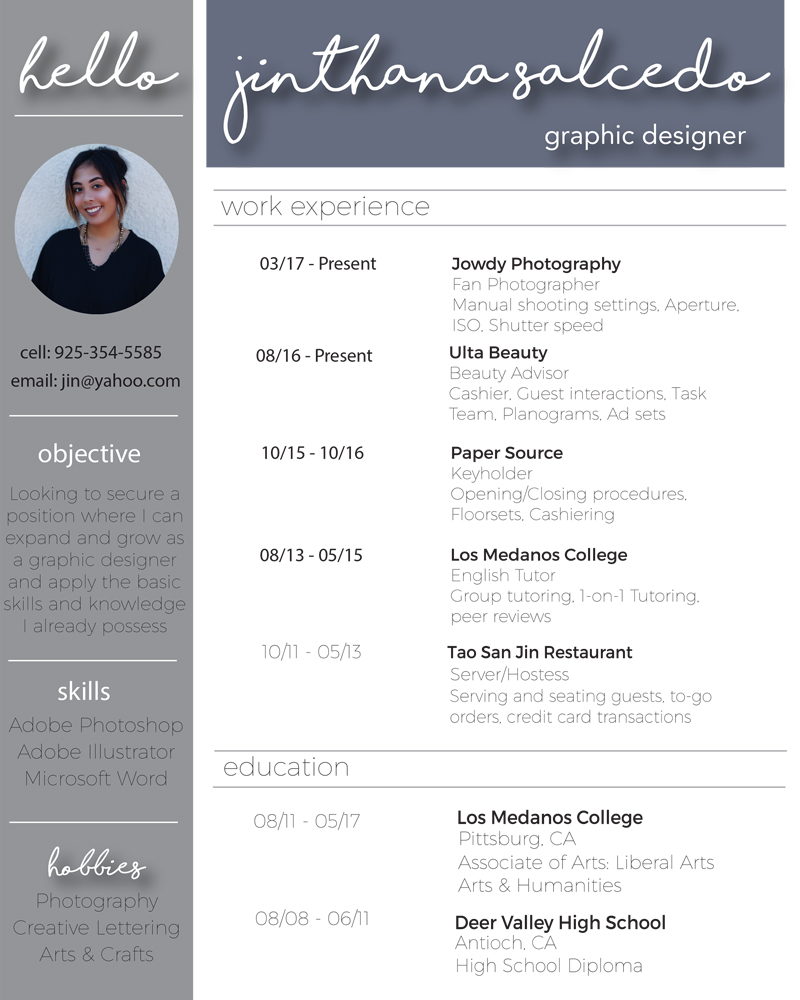 hello
cell: 925-354-5585
email: jin@yahoo.com
objective
Looking to secure a
position where I can
expand and grow as
a graphic designer
and apply the basic
skills and knowledge
I already possess
skills
Adobe Photoshop
Adobe Illustrator
Microsoft Word
hobbies
Photography
Creative Lettering
Arts & Crafts
jinthana salcedo
graphic designer
work experience
03/17 - Present
Jowdy Photography
Fan Photographer
Manual shooting settings, Aperture,
ISO, Shutter speed
08/16 - Present
Ulta Beauty
Beauty Advisor
Cashier, Guest interactions, Task
Team, Planograms, Ad sets
10/15 - 10/16
Paper Source
Keyholder
Opening/Closing procedures,
Floorsets, Cashiering
08/13 - 05/15
Los Medanos College
English Tutor
Group tutoring, 1-on-1 Tutoring,
peer reviews
10/11 - 05/13
Tao San Jin Restaurant
Server/Hostess
Serving and seating guests, to-go
orders, credit card transactions
education
08/11 - 05/17
Los Medanos College
Pittsburg, CA
Associate of Arts: Liberal Arts
Arts & Humanities
08/08 - 06/11
Deer Valley High School
Antioch, CA
High School Diploma